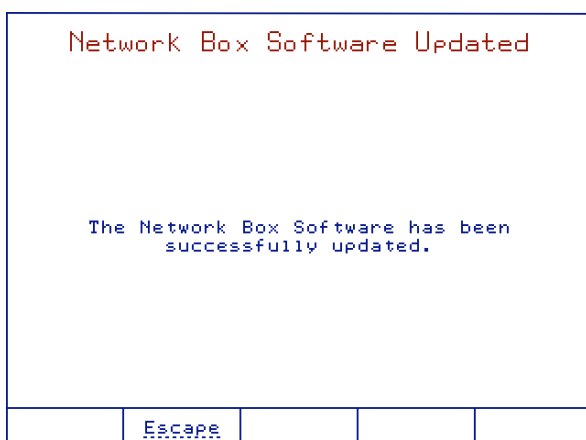 Network Box Software Updated
The Network Box Software has been
successfully updated.
Escape